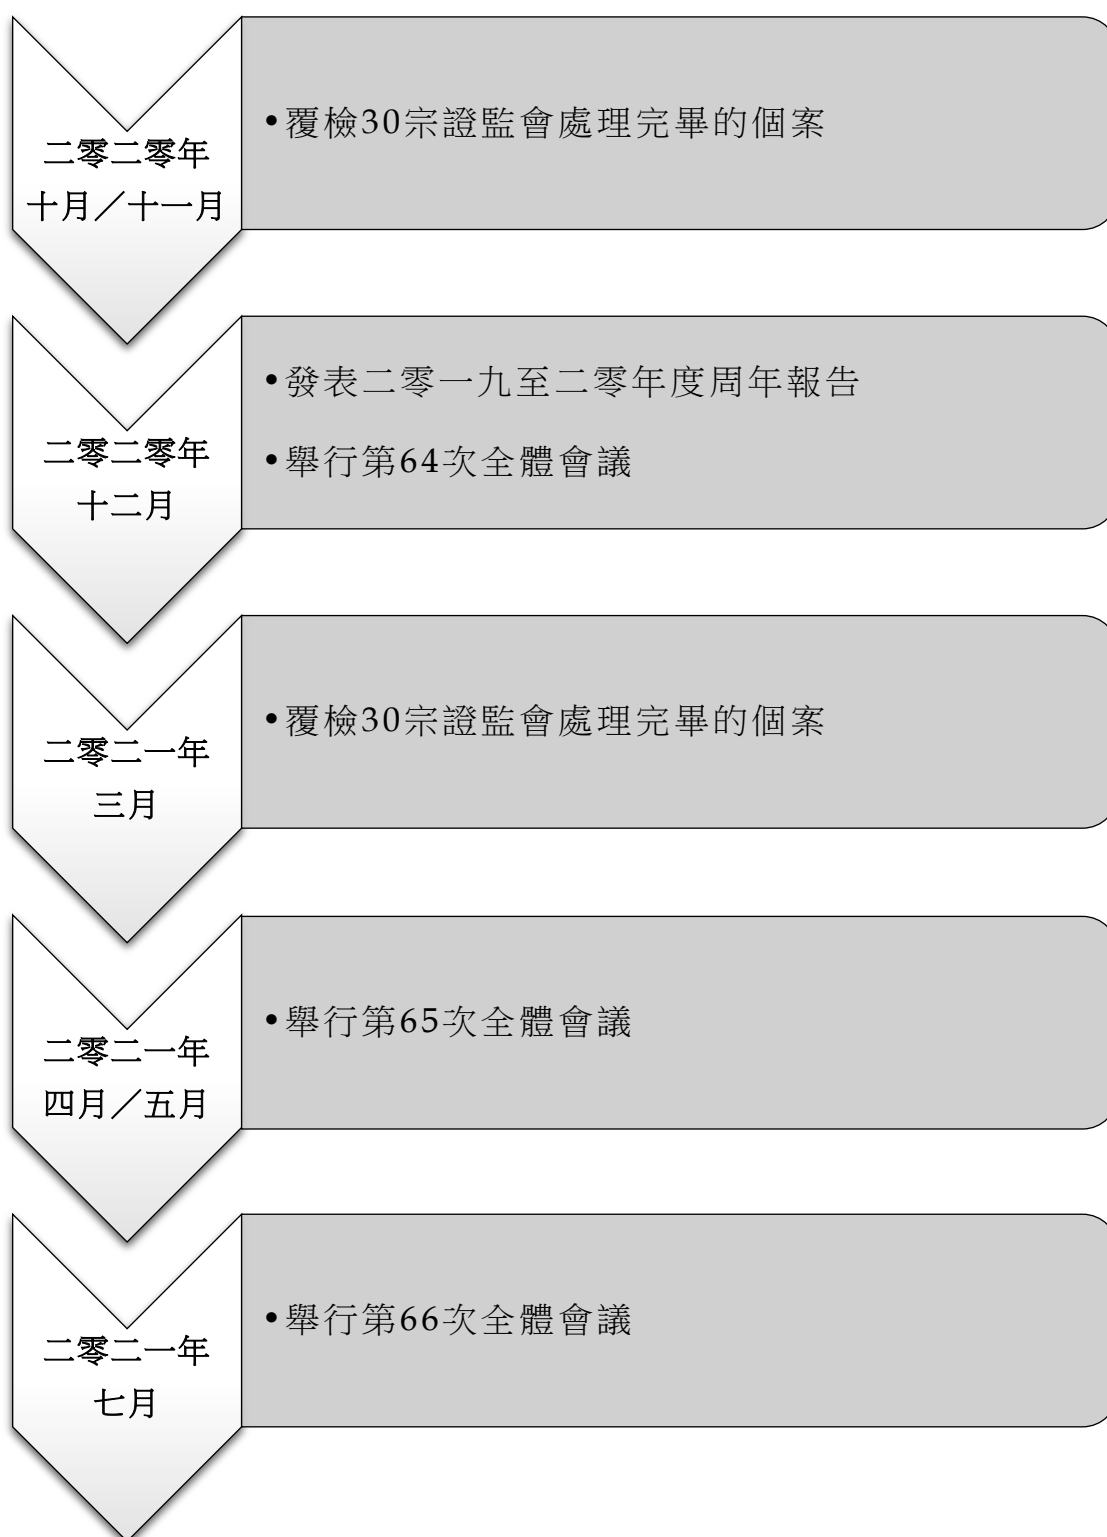 二零二零年
十月／十一月
•覆檢30宗證監會處理完畢的個案
二零二零年
十二月
•發表二零一九至二零年度周年報告
•舉行第64次全體會議
二零二一年
三月
•覆檢30宗證監會處理完畢的個案
二零二一年
四月／五月
•舉行第65次全體會議
二零二一年
七月
•舉行第66次全體會議